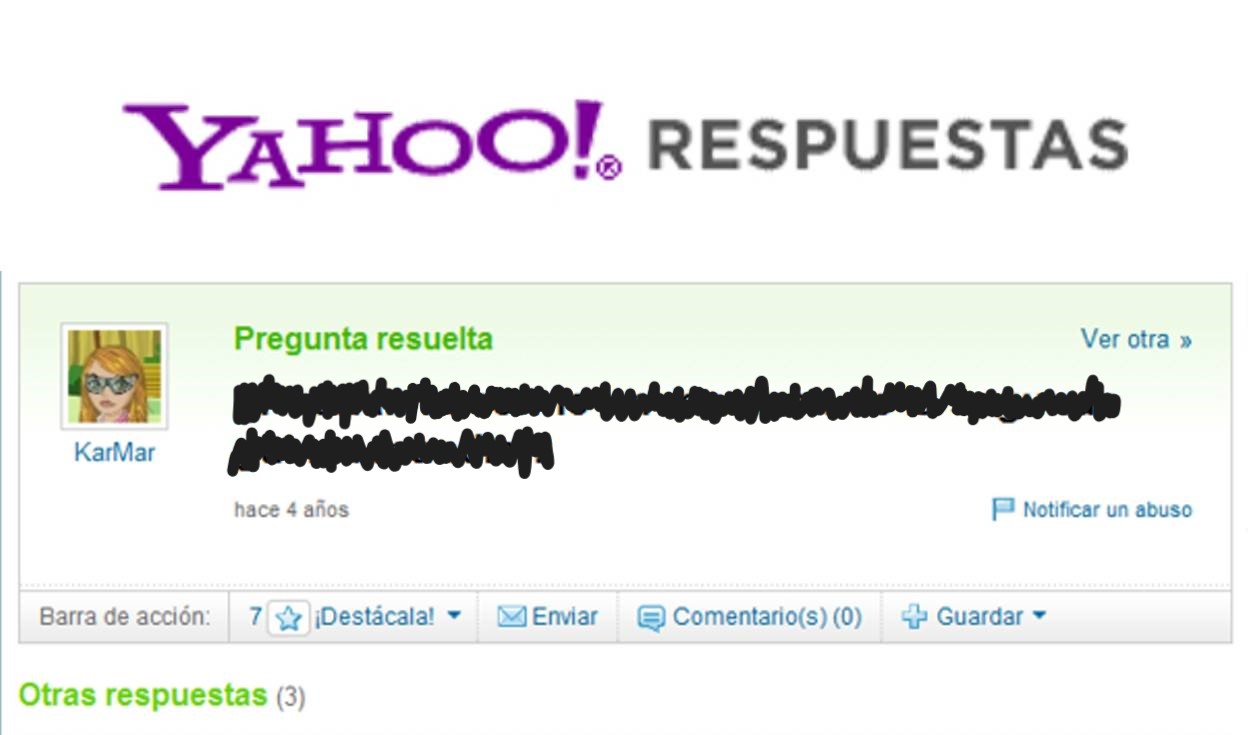 YAHOO!® RESPUESTAS
Pregunta resuelta
Ver otra »
KarMar
hace 4 años
Notificar un abuso
Barra de acción:
7 ¡Destácala!
Enviar
Comentario(s) (0)
Guardar
Otras respuestas (3)